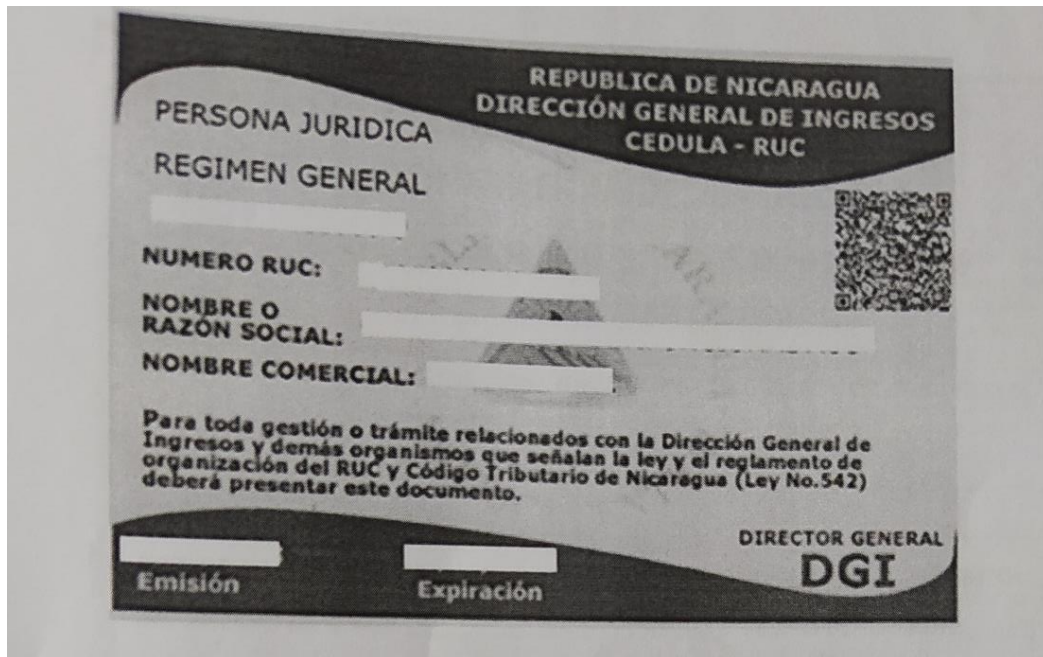 REPUBLICA DE NICARAGUA
DIRECCIÓN GENERAL DE INGRESOS
CEDULA - RUC
PERSONA JURIDICA
REGIMEN GENERAL
NUMERO RUC:
NOMBRE O
RAZÓN SOCIAL:
NOMBRE COMERCIAL:
Para toda gestión o trámite relacionados con la Dirección General de
Ingresos y demás organismos que señalan la ley y el reglamento de
organización del RUC y Código Tributario de Nicaragua (Ley No.542)
deberá presentar este documento.
DIRECTOR GENERAL
DGI
Emisión
Expiración